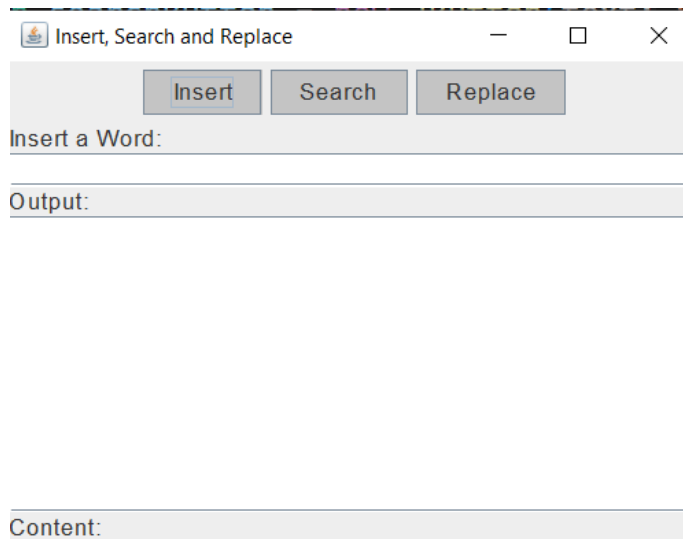 Insert, Search and Replace
Insert Search Replace
Insert a Word:
Output:
Content: